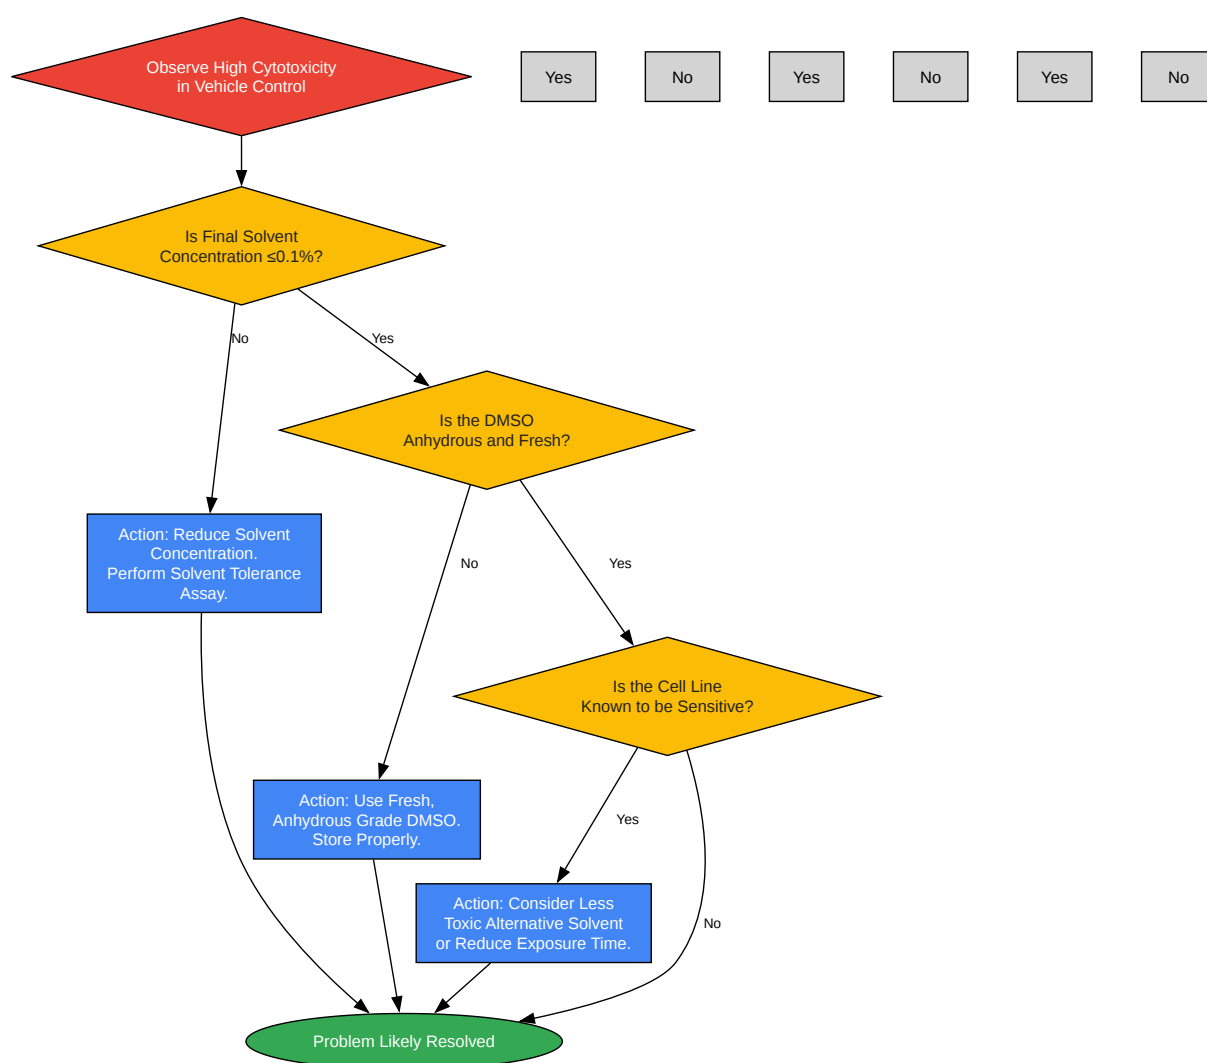 Observe High Cytotoxicity
in Vehicle Control
Yes
No
Yes
No
Yes
No
Is Final Solvent
Concentration ≤0.1%?
No
Yes
Is the DMSO
Anhydrous and Fresh?
Action: Reduce Solvent
Concentration.
Perform Solvent Tolerance
Assay.
No
Yes
Is the Cell Line
Known to be Sensitive?
Action: Use Fresh,
Anhydrous Grade DMSO.
Store Properly.
Yes
Action: Consider Less
Toxic Alternative Solvent
or Reduce Exposure Time.
No
Problem Likely Resolved